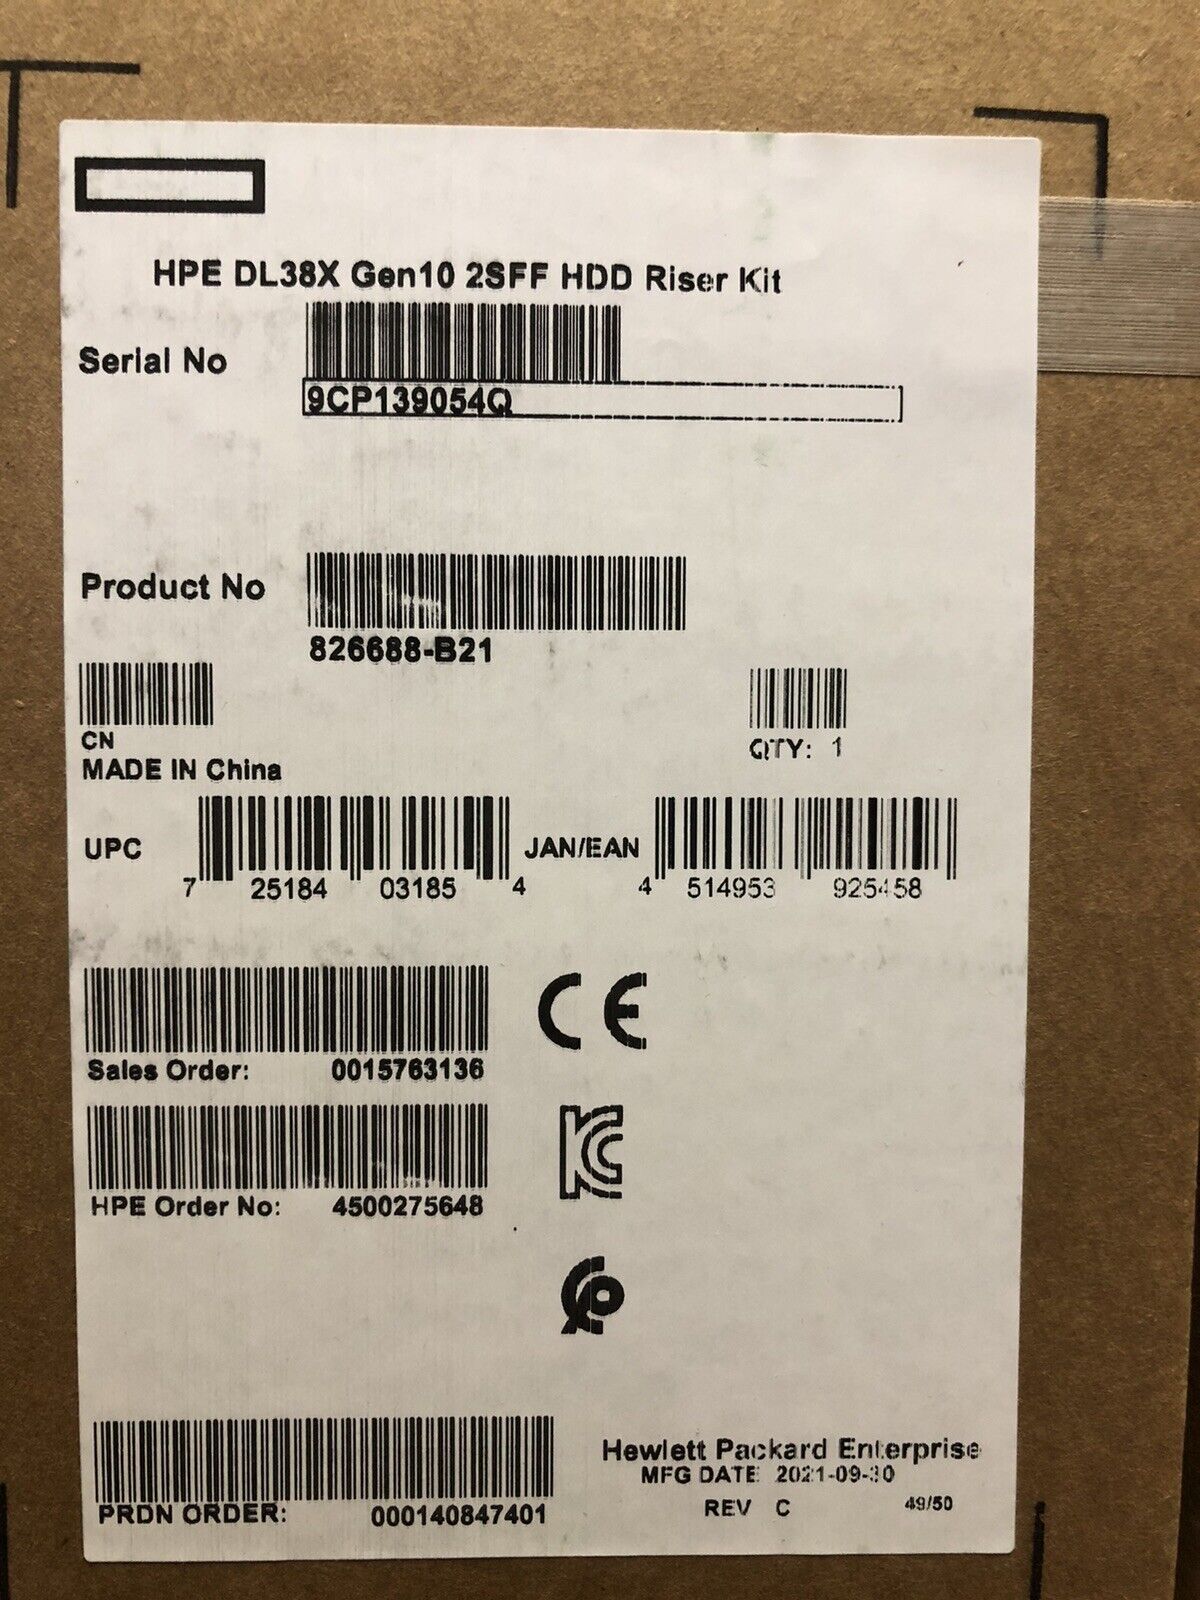 HPE DL38X Gen10 2SFF HDD Riser Kit
Serial No
9CP139054Q
Product No
826688-B21
CN
MADE IN China
QTY: 1
UPC
7 25184 03185 4
JAN/EAN
4 514953 925458
CE
Sales Order: 0015763136
HPE Order No: 4500275648
Hewlett Packard Enterprise
MFG DATE 2021-09-30
PRDN ORDER: 000140847401
REV C 49/50